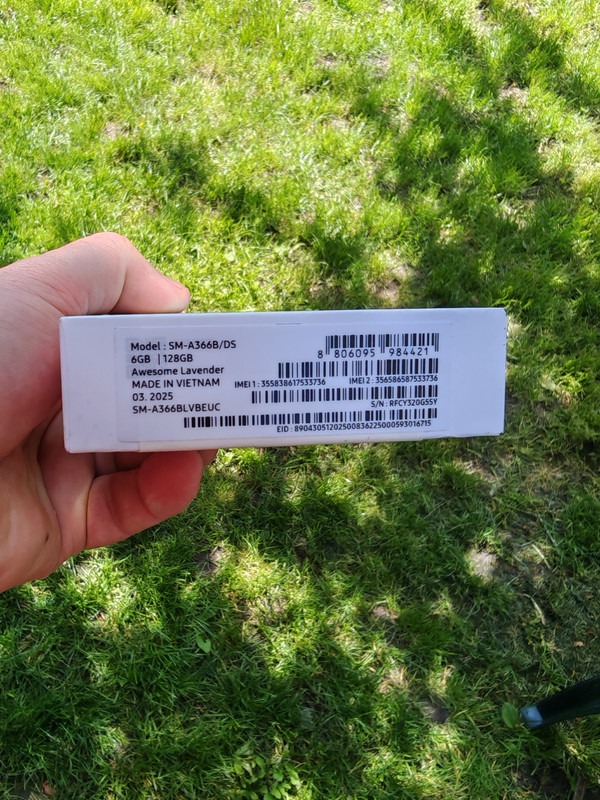 Model : SM-A366B/DS
6GB | 128GB
Awesome Lavender
MADE IN VIETNAM
03. 2025
SM-A366BLVBEUC
8 806095 984421
IMEI 1 : 355838617533736
IMEI 2 : 356586587533736
S/N : RFCY320G5SY
EID : 89043051202500836225000593016715